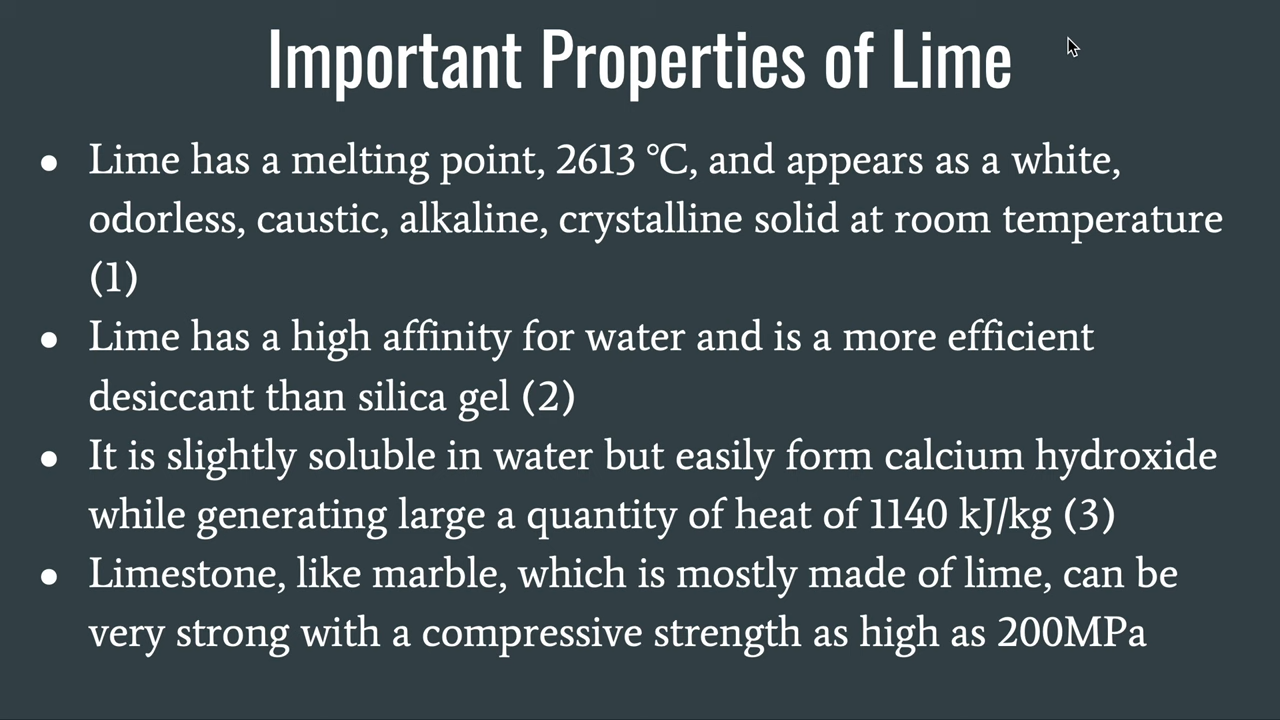 Important Properties of Lime
● Lime has a melting point, 2613 °C, and appears as a white,
odorless, caustic, alkaline, crystalline solid at room temperature
(1)
● Lime has a high affinity for water and is a more efficient
desiccant than silica gel (2)
● It is slightly soluble in water but easily form calcium hydroxide
while generating large a quantity of heat of 1140 kJ/kg (3)
● Limestone, like marble, which is mostly made of lime, can be
very strong with a compressive strength as high as 200MPa